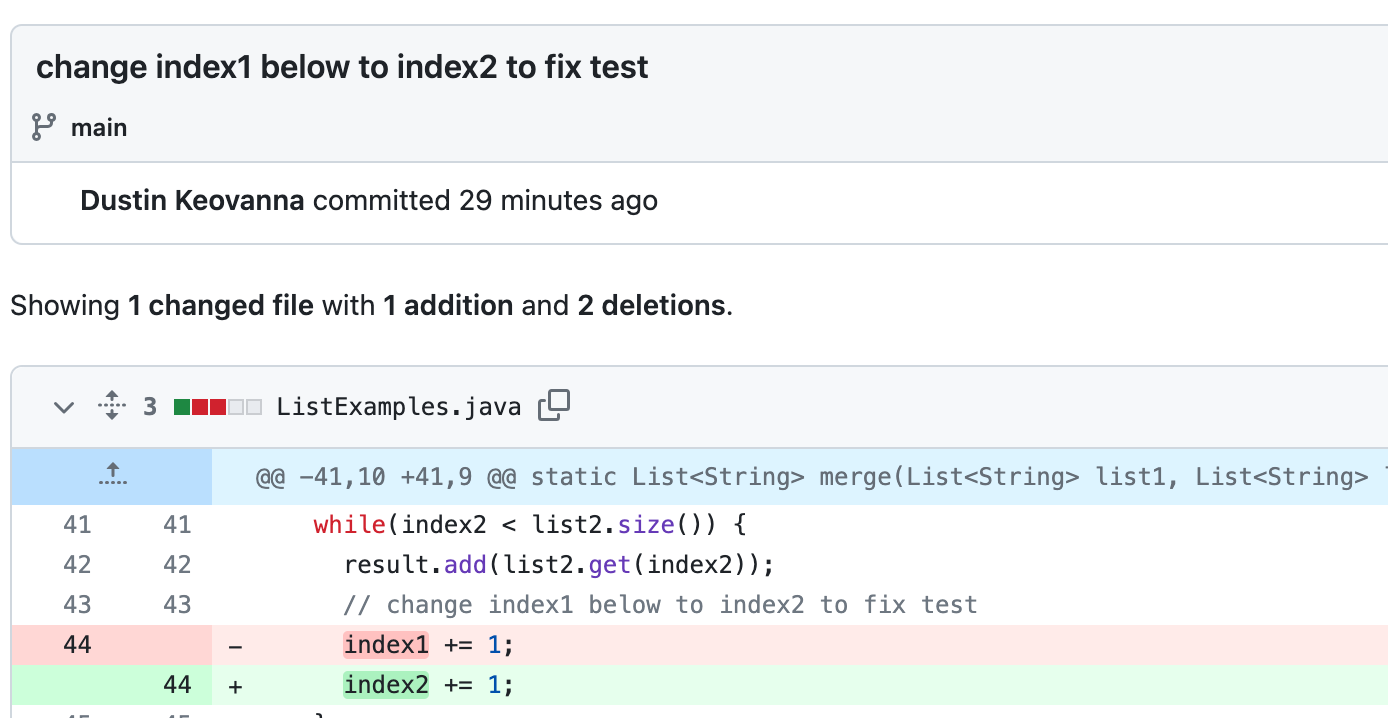 change index1 below to index2 to fix test
main
Dustin Keovanna committed 29 minutes ago
Showing 1 changed file with 1 addition and 2 deletions.
3 ListExamples.java
@@ -41,10 +41,9 @@ static List<String> merge(List<String> list1, List<String>
41 41 while(index2 < list2.size()) {
42 42 result.add(list2.get(index2));
43 43 // change index1 below to index2 to fix test
44 - index1 += 1;
44 + index2 += 1;